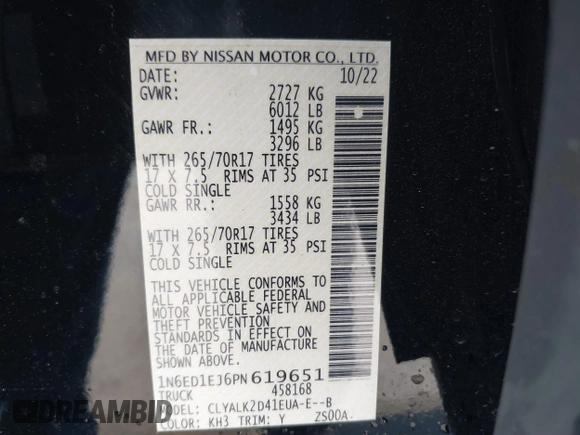 MFD BY NISSAN MOTOR CO., LTD.
DATE: 10/22
GVWR: 2727 KG
6012 LB
GAWR FR.: 1495 KG
3296 LB
WITH 265/70R17 TIRES
17 X 7.5 RIMS AT 35 PSI
COLD SINGLE
GAWR RR.: 1558 KG
3434 LB
WITH 265/70R17 TIRES
17 X 7.5 RIMS AT 35 PSI
COLD SINGLE
THIS VEHICLE CONFORMS TO
ALL APPLICABLE FEDERAL
MOTOR VEHICLE SAFETY AND
THEFT PREVENTION
STANDARDS IN EFFECT ON
THE DATE OF MANUFACTURE
SHOWN ABOVE.
1N6ED1EJ6PN619651
TRUCK 458168
MODEL: CLYALK2D41EUA-E--B
COLOR: KH3 TRIM: Y ZS00A
RAW2C